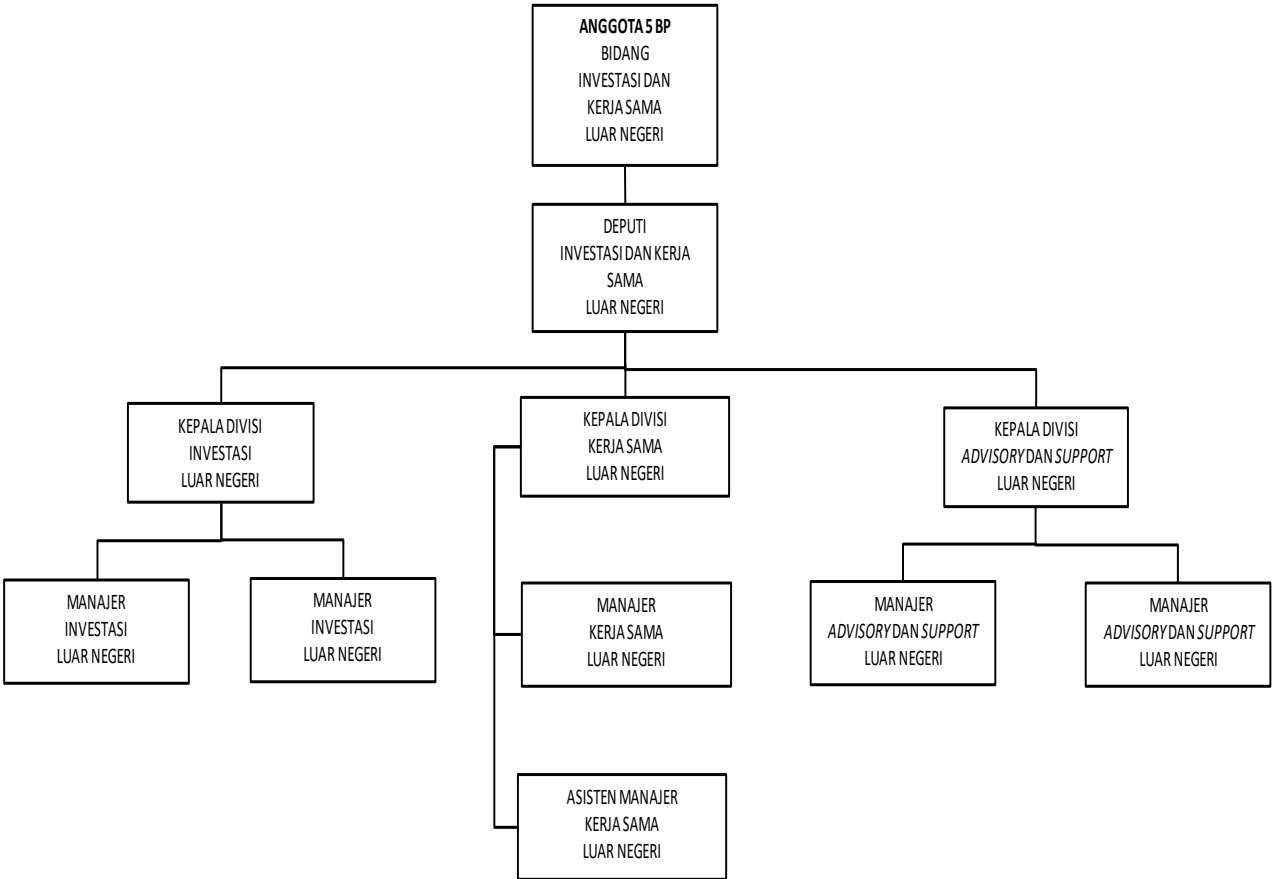 ANGGOTA 5 BP
BIDANG
INVESTASI DAN
KERJA SAMA
LUAR NEGERI
DEPUTI
INVESTASI DAN KERJA
SAMA
LUAR NEGERI
KEPALA DIVISI
INVESTASI
LUAR NEGERI
KEPALA DIVISI
KERJA SAMA
LUAR NEGERI
KEPALA DIVISI
ADVISORY DAN SUPPORT
LUAR NEGERI
MANAJER
INVESTASI
LUAR NEGERI
MANAJER
INVESTASI
LUAR NEGERI
MANAJER
KERJA SAMA
LUAR NEGERI
MANAJER
ADVISORY DAN SUPPORT
LUAR NEGERI
MANAJER
ADVISORY DAN SUPPORT
LUAR NEGERI
ASISTEN MANAJER
KERJA SAMA
LUAR NEGERI